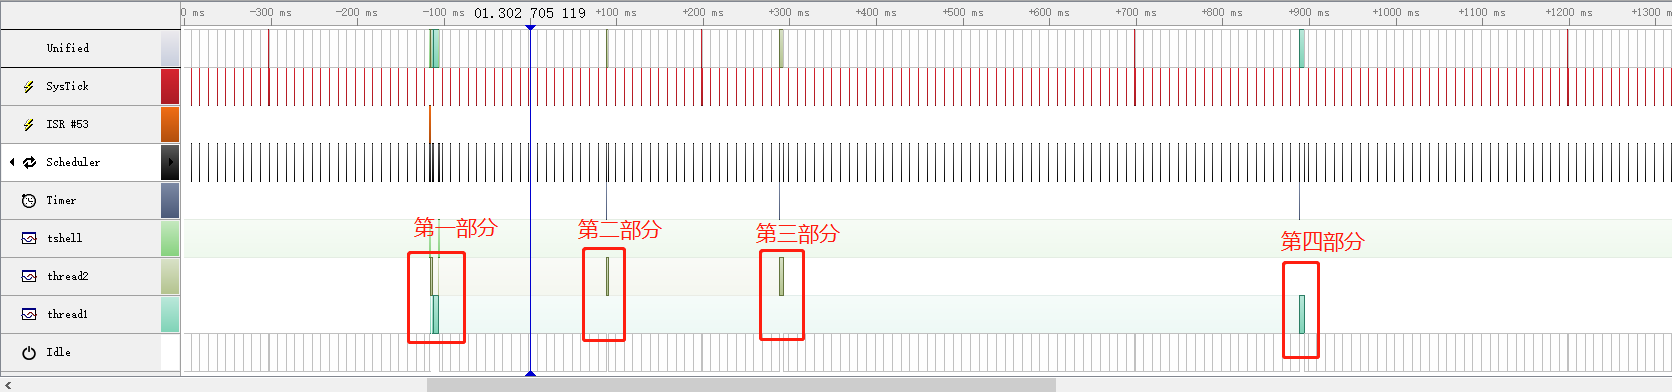 0 ms -300 ms -200 ms -100 ms 01.302 705 119 +100 ms +200 ms +300 ms +400 ms +500 ms +600 ms +700 ms +800 ms +900 ms +1000 ms +1100 ms +1200 ms +1300 m
Unified
SysTick
ISR #53
Scheduler
Timer
第一部分 第二部分 第三部分 第四部分
tshell
thread2
thread1
Idle